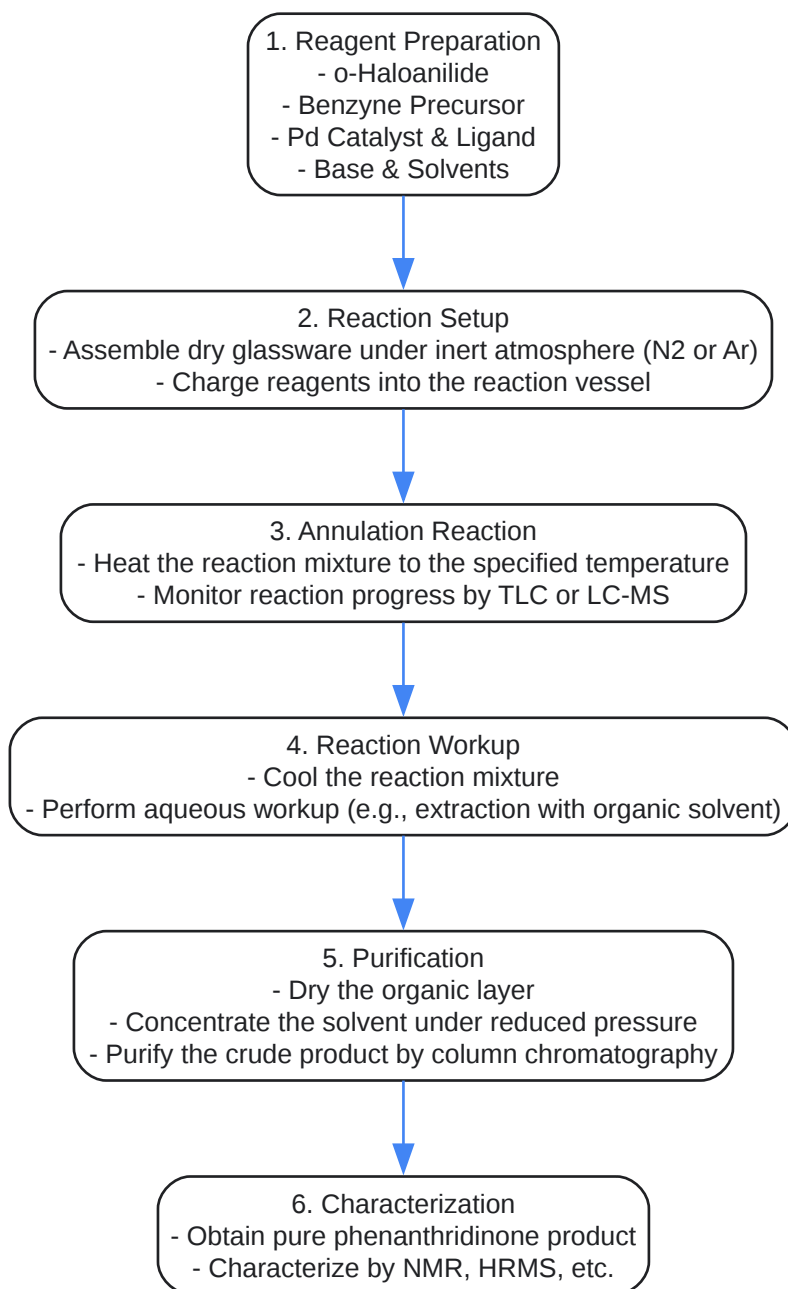 1. Reagent Preparation
- o-Haloanilide
- Benzyne Precursor
- Pd Catalyst & Ligand
- Base & Solvents
2. Reaction Setup
- Assemble dry glassware under inert atmosphere (N2 or Ar)
- Charge reagents into the reaction vessel
3. Annulation Reaction
- Heat the reaction mixture to the specified temperature
- Monitor reaction progress by TLC or LC-MS
4. Reaction Workup
- Cool the reaction mixture
- Perform aqueous workup (e.g., extraction with organic solvent)
5. Purification
- Dry the organic layer
- Concentrate the solvent under reduced pressure
- Purify the crude product by column chromatography
6. Characterization
- Obtain pure phenanthridinone product
- Characterize by NMR, HRMS, etc.